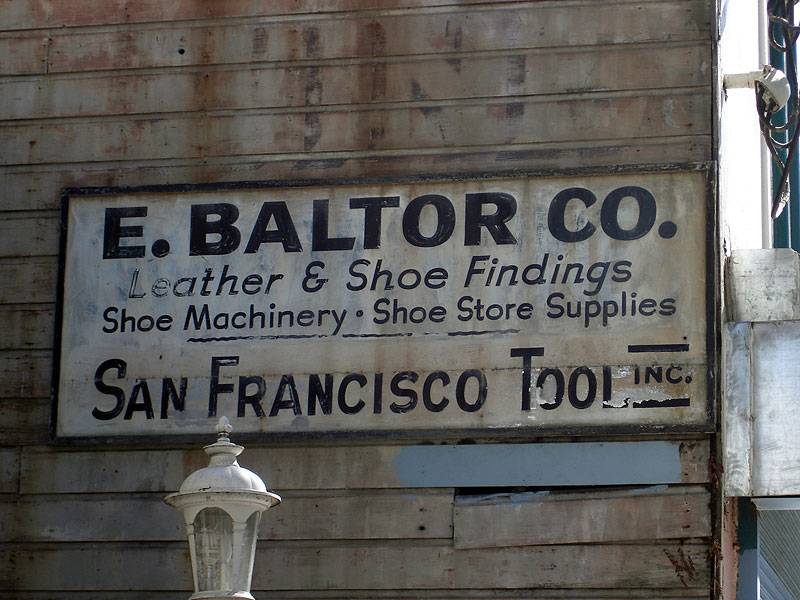 E. BALTOR CO.
Leather & Shoe Findings
Shoe Machinery • Shoe Store Supplies
SAN FRANCISCO TOOL INC.